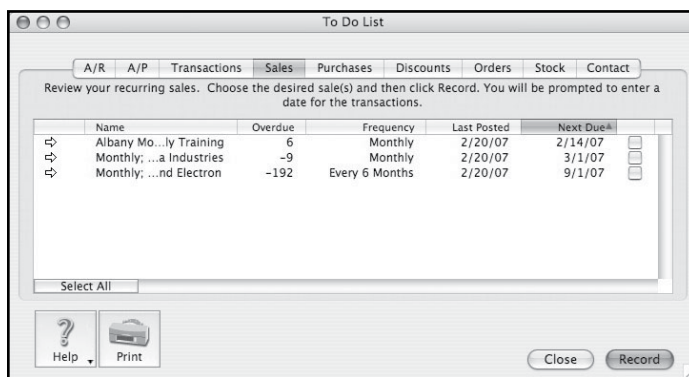 To Do List
A/R A/P Transactions Sales Purchases Discounts Orders Stock Contact
Review your recurring sales. Choose the desired sale(s) and then click Record. You will be prompted to enter a
date for the transactions.
Name Overdue Frequency Last Posted Next Due
Albany Mo...ly Training 6 Monthly 2/20/07 2/14/07
Monthly; ...a Industries -9 Monthly 2/20/07 3/1/07
Monthly; ...nd Electron -192 Every 6 Months 2/20/07 9/1/07
Select All
Help Print Close Record